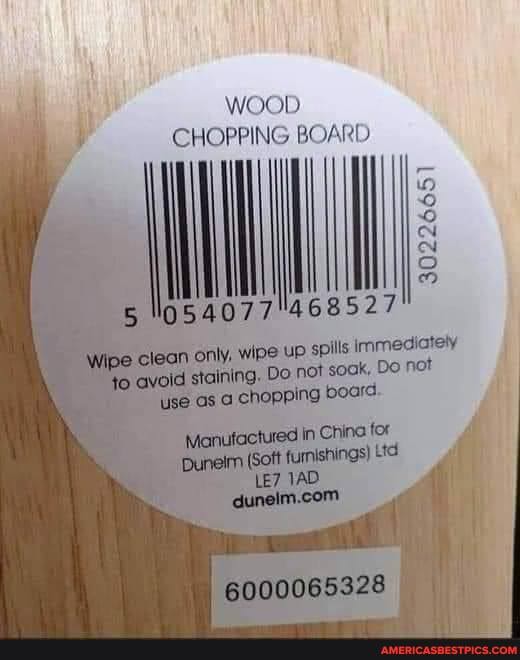 WOOD
CHOPPING BOARD
30226651
5 054077 468527
Wipe clean only, wipe up spills immediately
to avoid staining. Do not soak, Do not
use as a chopping board.
Manufactured in China for
Dunelm (Soft furnishings) Ltd
LE7 1AD
dunelm.com
6000065328
AMERICASBESTPICS.COM